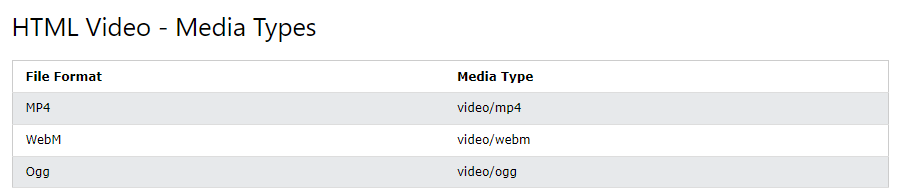 HTML Video - Media Types
File Format Media Type
MP4 video/mp4
WebM video/webm
Ogg video/ogg